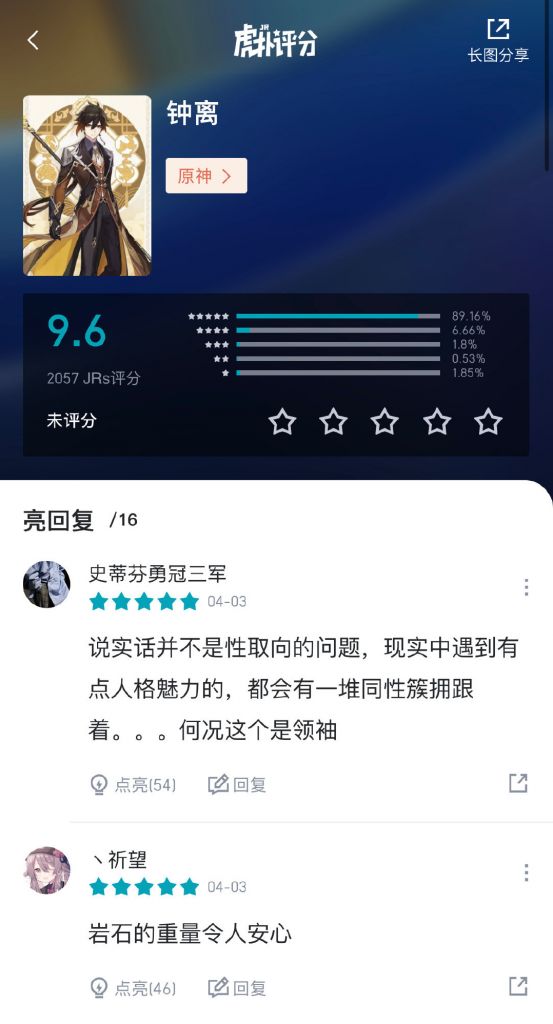 JR
虎扑评分
长图分享
钟离
原神
9.6
89.16%
6.66%
1.8%
0.53%
1.85%
2057 JRs评分
未评分
亮回复 /16
史蒂芬勇冠三军
04-03
说实话并不是性取向的问题，现实中遇到有
点人格魅力的，都会有一堆同性簇拥跟
着。。。何况这个是领袖
点亮(54) 回复
丶祈望
04-03
岩石的重量令人安心
点亮(46) 回复